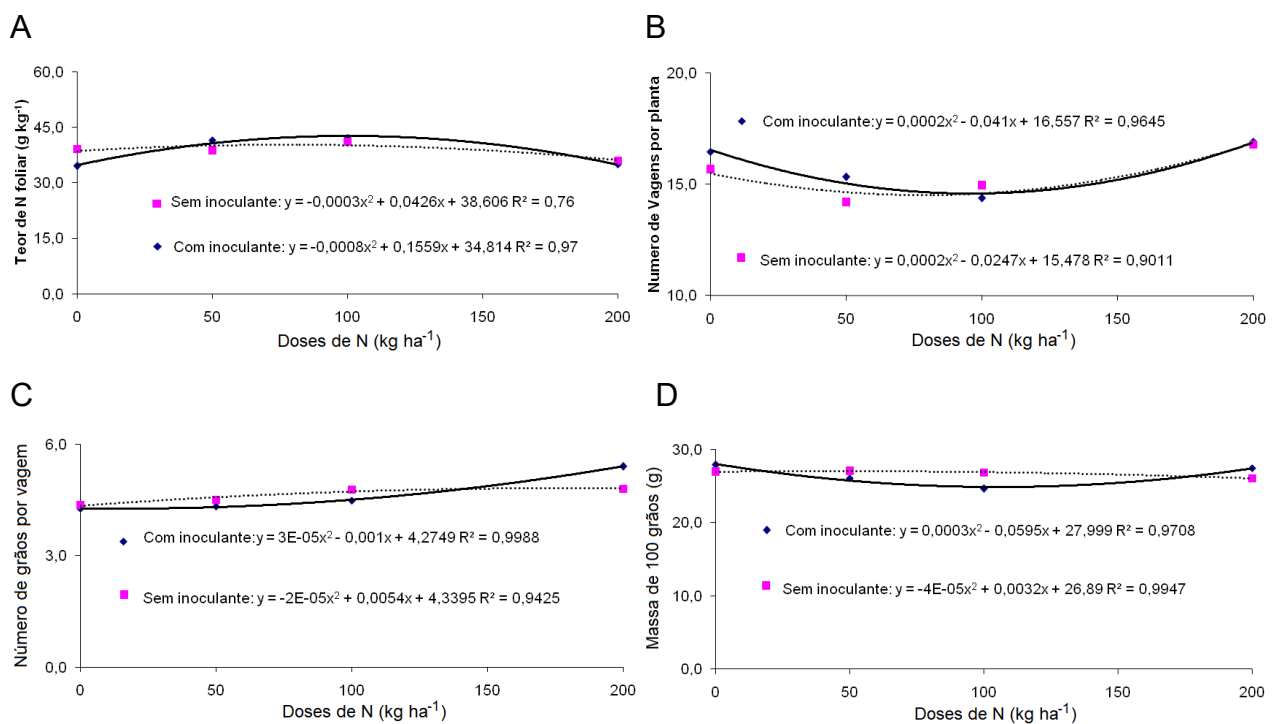 A
Teor de N foliar (g kg⁻¹)
60,0
45,0
30,0
15,0
0,0
Sem inoculante: y = -0,0003x² + 0,0426x + 38,606 R² = 0,76
Com inoculante: y = -0,0008x² + 0,1559x + 34,814 R² = 0,97
0 50 100 150 200
Doses de N (kg ha⁻¹)
B
Numero de Vagens por planta
20,0
15,0
10,0
Com inoculante: y = 0,0002x² - 0,041x + 16,557 R² = 0,9645
Sem inoculante: y = 0,0002x² - 0,0247x + 15,478 R² = 0,9011
0 50 100 150 200
Doses de N (kg ha⁻¹)
C
Número de grãos por vagem
6,0
3,0
0,0
Com inoculante: y = 3E-05x² - 0,001x + 4,2749 R² = 0,9988
Sem inoculante: y = -2E-05x² + 0,0054x + 4,3395 R² = 0,9425
0 50 100 150 200
Doses de N (kg ha⁻¹)
D
Massa de 100 grãos (g)
30,0
20,0
10,0
0,0
Com inoculante: y = 0,0003x² - 0,0595x + 27,999 R² = 0,9708
Sem inoculante: y = -4E-05x² + 0,0032x + 26,89 R² = 0,9947
0 50 100 150 200
Doses de N (kg ha⁻¹)